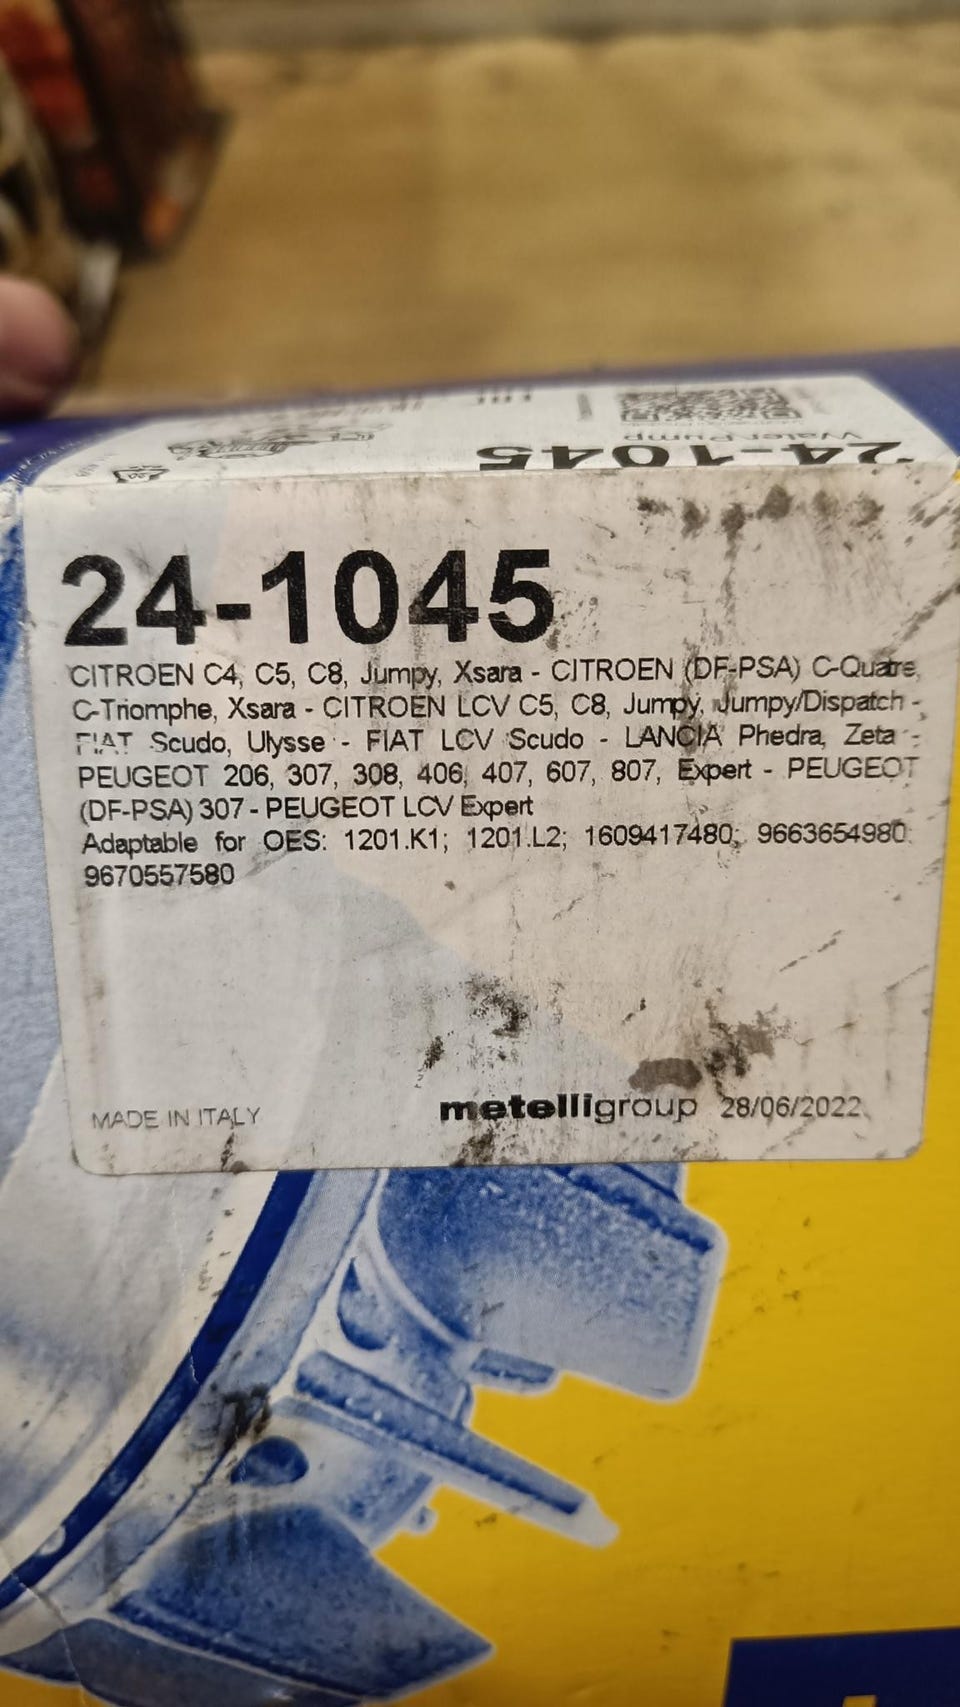 24-1045
Water Pump
24-1045
CITROEN C4, C5, C8, Jumpy, Xsara - CITROEN (DF-PSA) C-Quatre,
C-Triomphe, Xsara - CITROEN LCV C5, C8, Jumpy, Jumpy/Dispatch -
FIAT Scudo, Ulysse - FIAT LCV Scudo - LANCIA Phedra, Zeta -
PEUGEOT 206, 307, 308, 406, 407, 607, 807, Expert - PEUGEOT
(DF-PSA) 307 - PEUGEOT LCV Expert
Adaptable for OES: 1201.K1; 1201.L2; 1609417480; 9663654980;
9670557580
MADE IN ITALY
metelligroup 28/06/2022